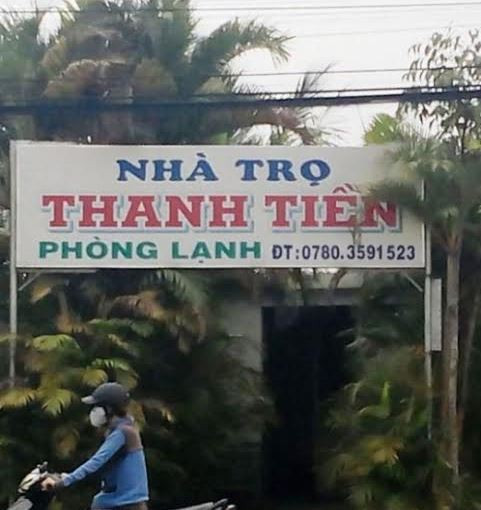 NHÀ TRỌ
THANH TIỀN
PHÒNG LẠNH ĐT:0780.3591523